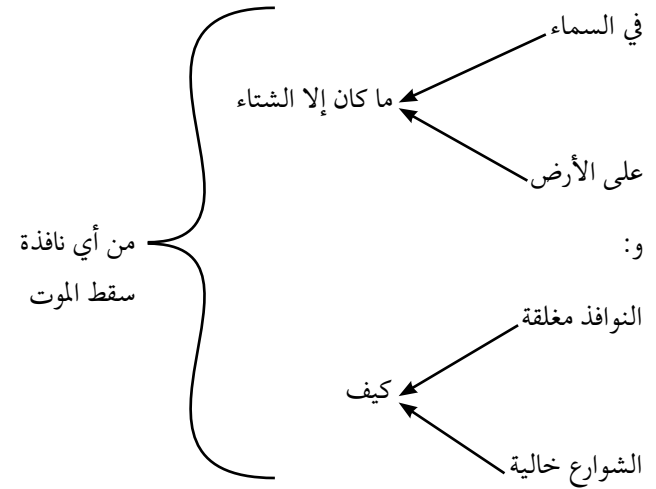 في السماء
ما كان إلا الشتاء
على الأرض
و:
النوافذ مغلقة
كيف
الشوارع خالية
من أي نافذة
سقط الموت